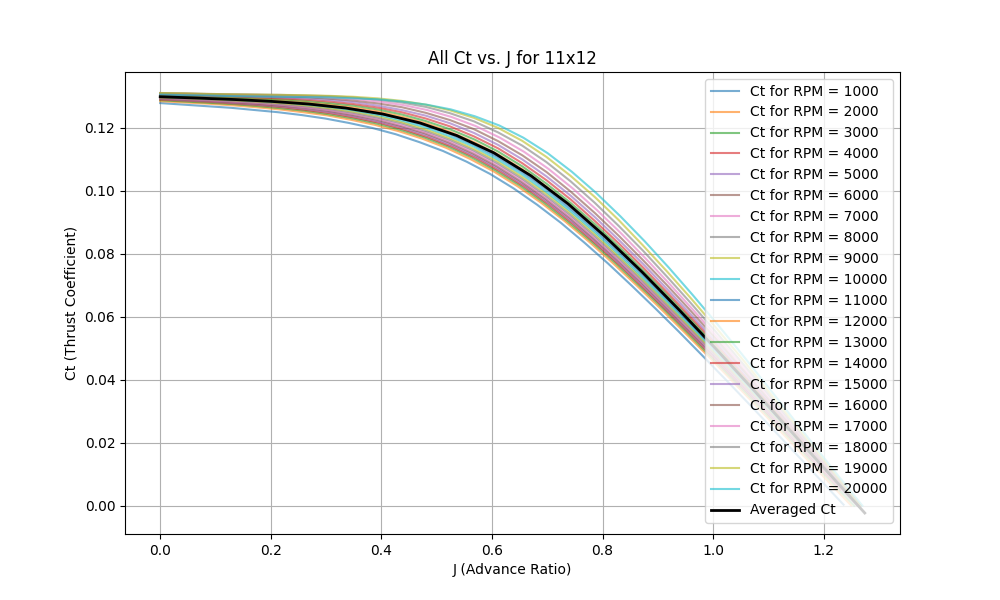 All Ct vs. J for 11x12
Ct (Thrust Coefficient)
0.12
0.10
0.08
0.06
0.04
0.02
0.00
0.0
0.2
0.4
0.6
0.8
1.0
1.2
J (Advance Ratio)
Ct for RPM = 1000
Ct for RPM = 2000
Ct for RPM = 3000
Ct for RPM = 4000
Ct for RPM = 5000
Ct for RPM = 6000
Ct for RPM = 7000
Ct for RPM = 8000
Ct for RPM = 9000
Ct for RPM = 10000
Ct for RPM = 11000
Ct for RPM = 12000
Ct for RPM = 13000
Ct for RPM = 14000
Ct for RPM = 15000
Ct for RPM = 16000
Ct for RPM = 17000
Ct for RPM = 18000
Ct for RPM = 19000
Ct for RPM = 20000
Averaged Ct